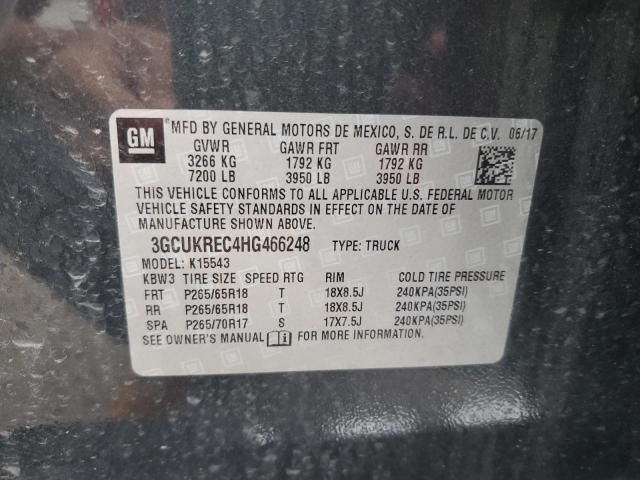 GM
®MFD BY GENERAL MOTORS DE MEXICO, S. DE R.L. DE C.V. 06/17
GVWR GAWR FRT GAWR RR
3266 KG 1792 KG 1792 KG
7200 LB 3950 LB 3950 LB
THIS VEHICLE CONFORMS TO ALL APPLICABLE U.S. FEDERAL MOTOR
VEHICLE SAFETY STANDARDS IN EFFECT ON THE DATE OF
MANUFACTURE SHOWN ABOVE.
3GCUKREC4HG466248 TYPE: TRUCK
MODEL: K15543
KBW3 TIRE SIZE SPEED RTG RIM COLD TIRE PRESSURE
FRT P265/65R18 T 18X8.5J 240KPA(35PSI)
RR P265/65R18 T 18X8.5J 240KPA(35PSI)
SPA P265/70R17 S 17X7.5J 240KPA(35PSI)
SEE OWNER'S MANUAL i FOR MORE INFORMATION.